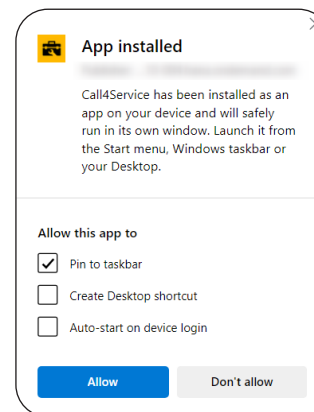 App installed
Call4Service has been installed as an
app on your device and will safely
run in its own window. Launch it from
the Start menu, Windows taskbar or
your Desktop.
Allow this app to
Pin to taskbar
Create Desktop shortcut
Auto-start on device login
Allow
Don't allow